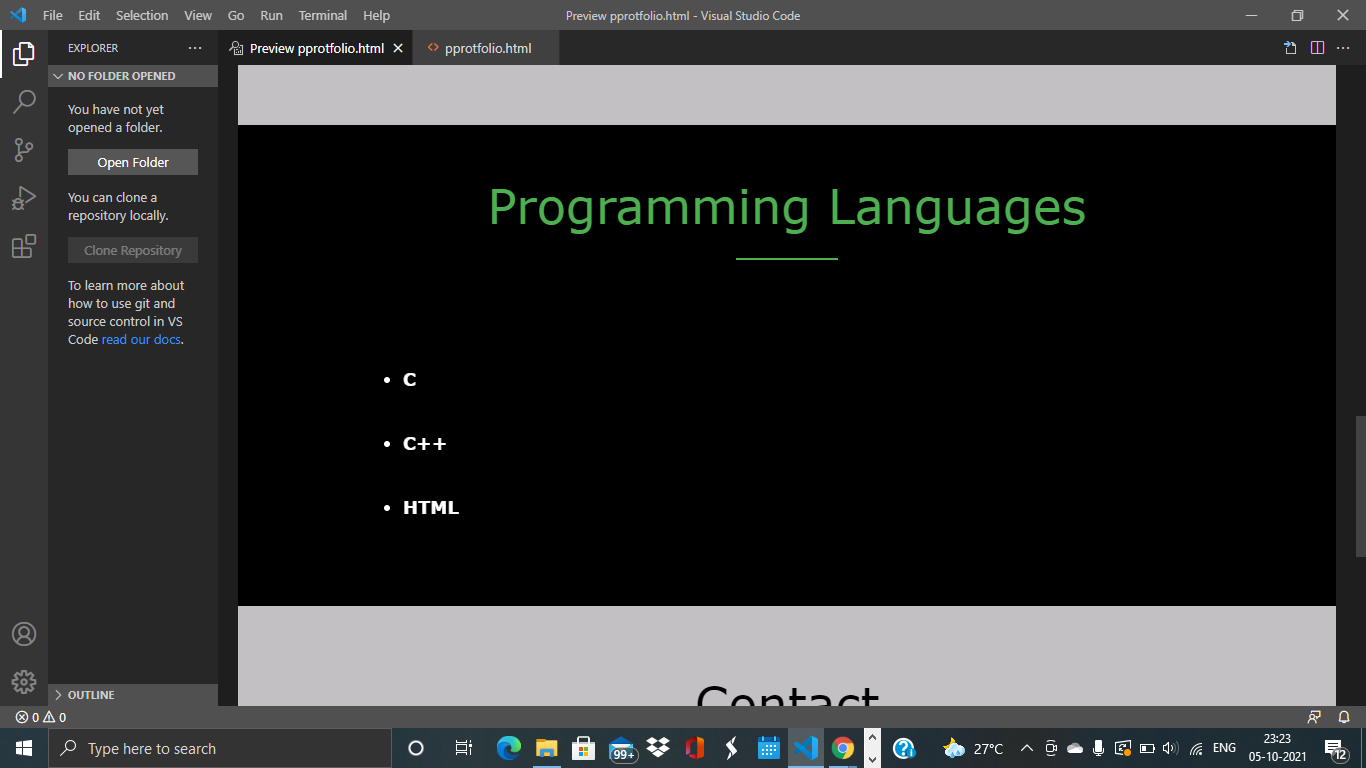 File Edit Selection View Go Run Terminal Help
Preview pprotfolio.html - Visual Studio Code
EXPLORER
Preview pprotfolio.html
pprotfolio.html
NO FOLDER OPENED
You have not yet
opened a folder.
Open Folder
You can clone a
repository locally.
Clone Repository
To learn more about
how to use git and
source control in VS
Code read our docs.
OUTLINE
Programming Languages
• C
• C++
• HTML
Contact
0 0
Type here to search
99+
27°C
ENG
23:23
05-10-2021
12